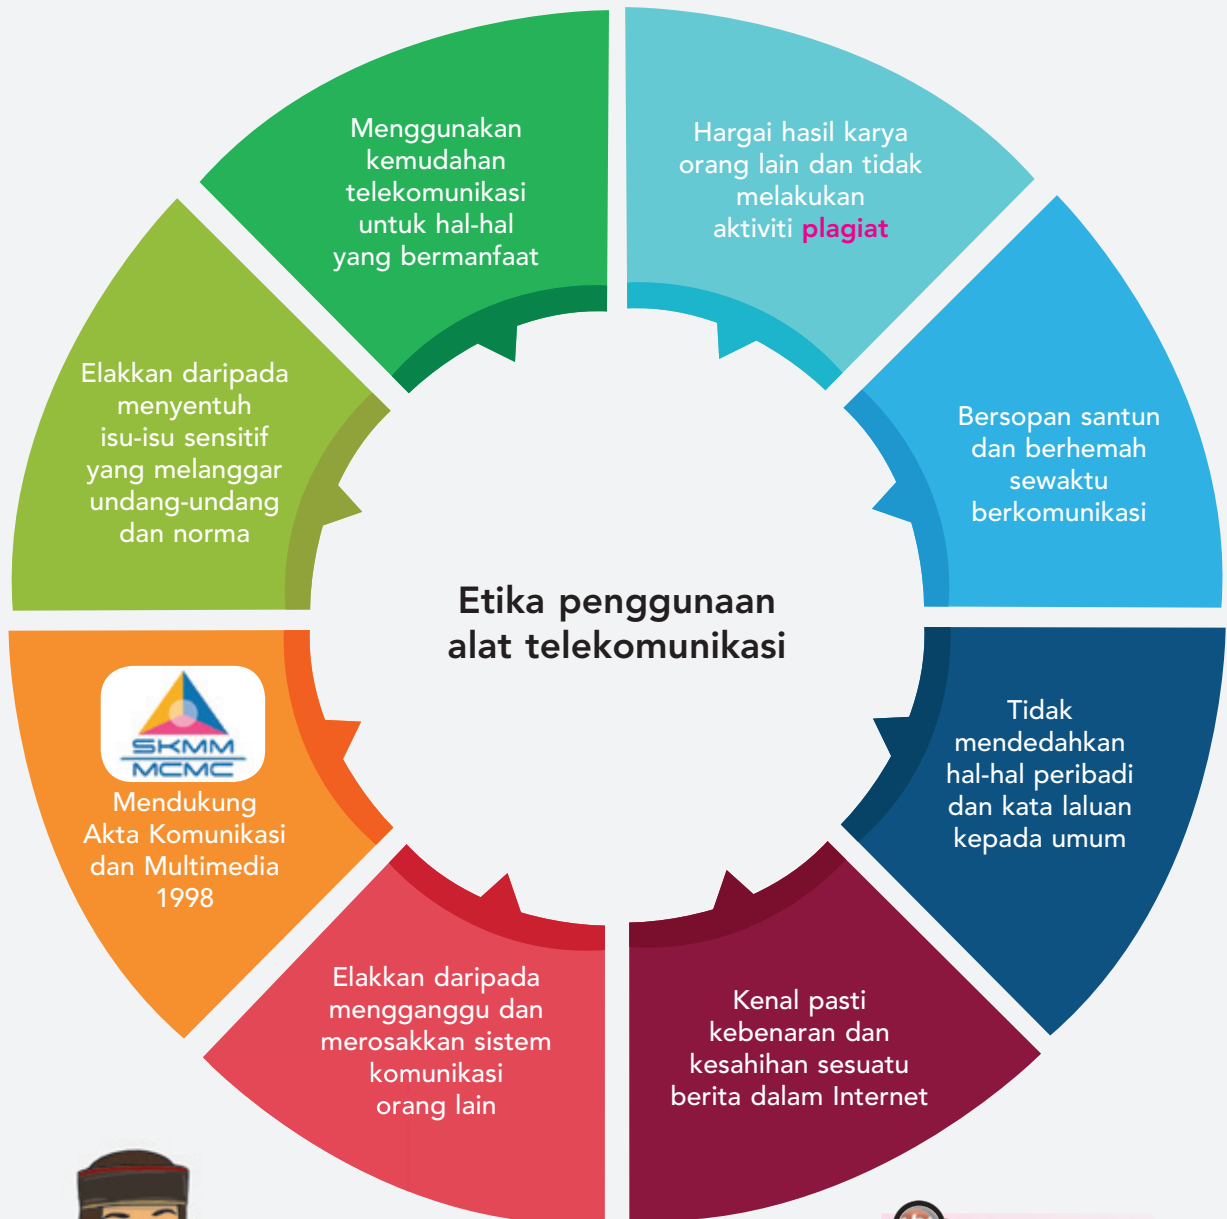 Menggunakan
kemudahan
telekomunikasi
untuk hal-hal
yang bermanfaat
Hargai hasil karya
orang lain dan tidak
melakukan
aktiviti plagiat
Bersopan santun
dan berhemah
sewaktu
berkomunikasi
Tidak
mendedahkan
hal-hal peribadi
dan kata laluan
kepada umum
Kenal pasti
kebenaran dan
kesahihan sesuatu
berita dalam Internet
Elakkan daripada
mengganggu dan
merosakkan sistem
komunikasi
orang lain
SKMM
MCMC
Mendukung
Akta Komunikasi
dan Multimedia
1998
Elakkan daripada
menyentuh
isu-isu sensitif
yang melanggar
undang-undang
dan norma
Etika penggunaan
alat telekomunikasi